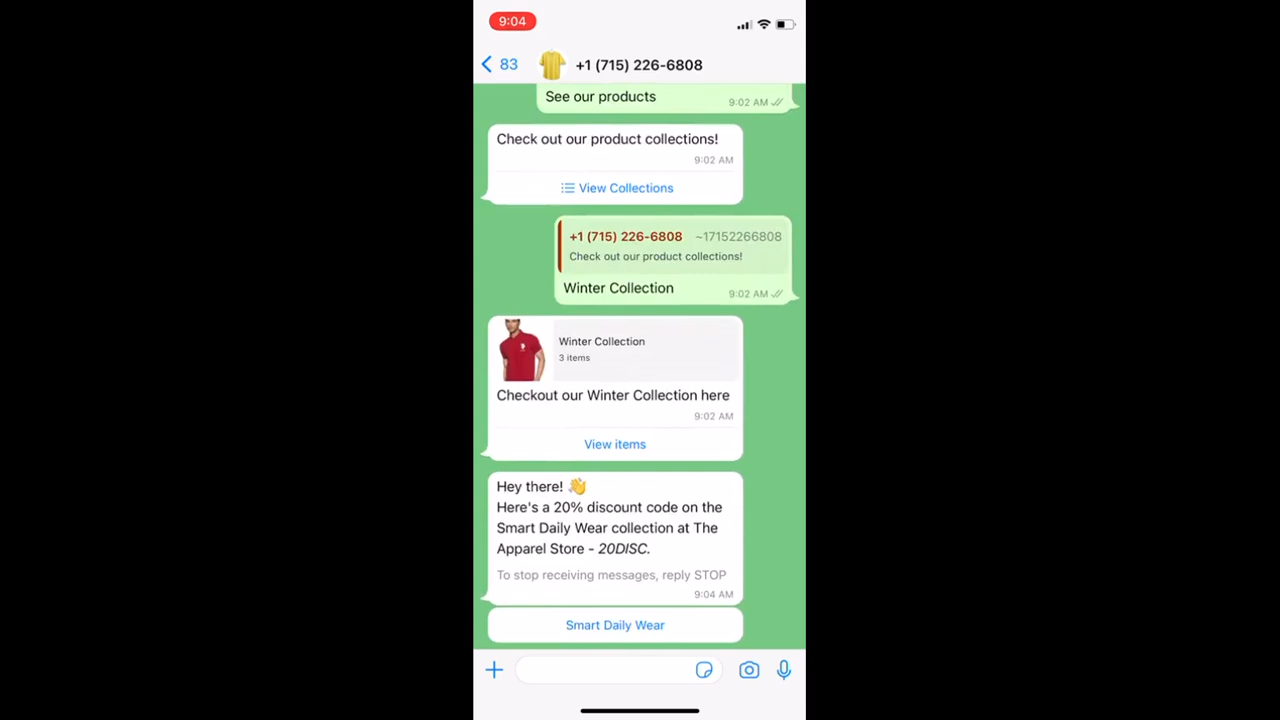 9:04
83
+1 (715) 226-6808
See our products
9:02 AM
Check out our product collections!
9:02 AM
View Collections
+1 (715) 226-6808 ~17152266808
Check out our product collections!
Winter Collection
9:02 AM
Winter Collection
3 items
Checkout our Winter Collection here
9:02 AM
View items
Hey there! 👋
Here's a 20% discount code on the
Smart Daily Wear collection at The
Apparel Store - 20DISC.
To stop receiving messages, reply STOP
9:04 AM
Smart Daily Wear